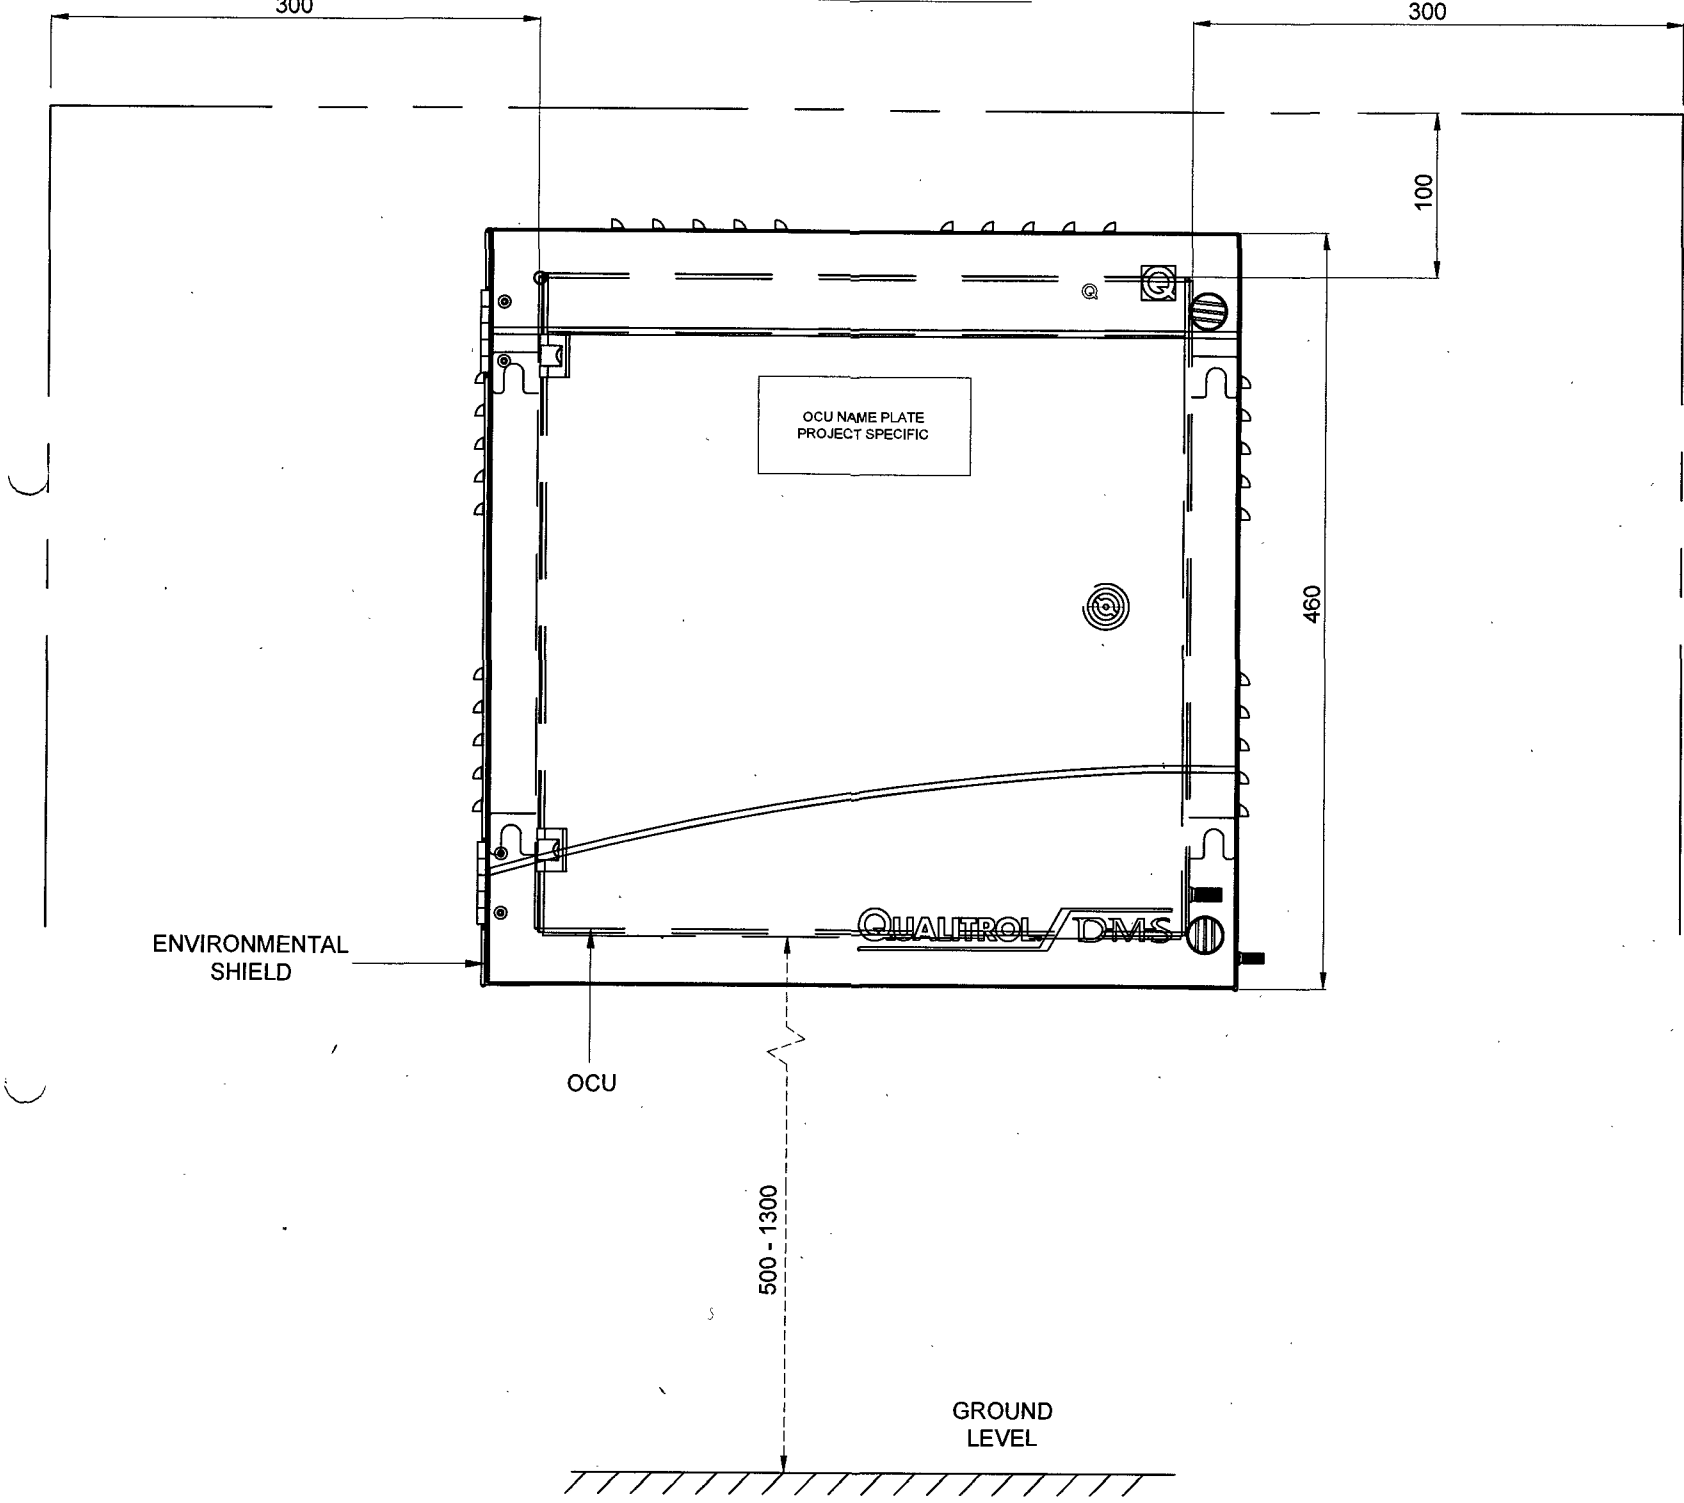 300
300
100
Q
Q
OCU NAME PLATE
PROJECT SPECIFIC
460
QUALITROL DMS
ENVIRONMENTAL
SHIELD
OCU
500 - 1300
GROUND
LEVEL